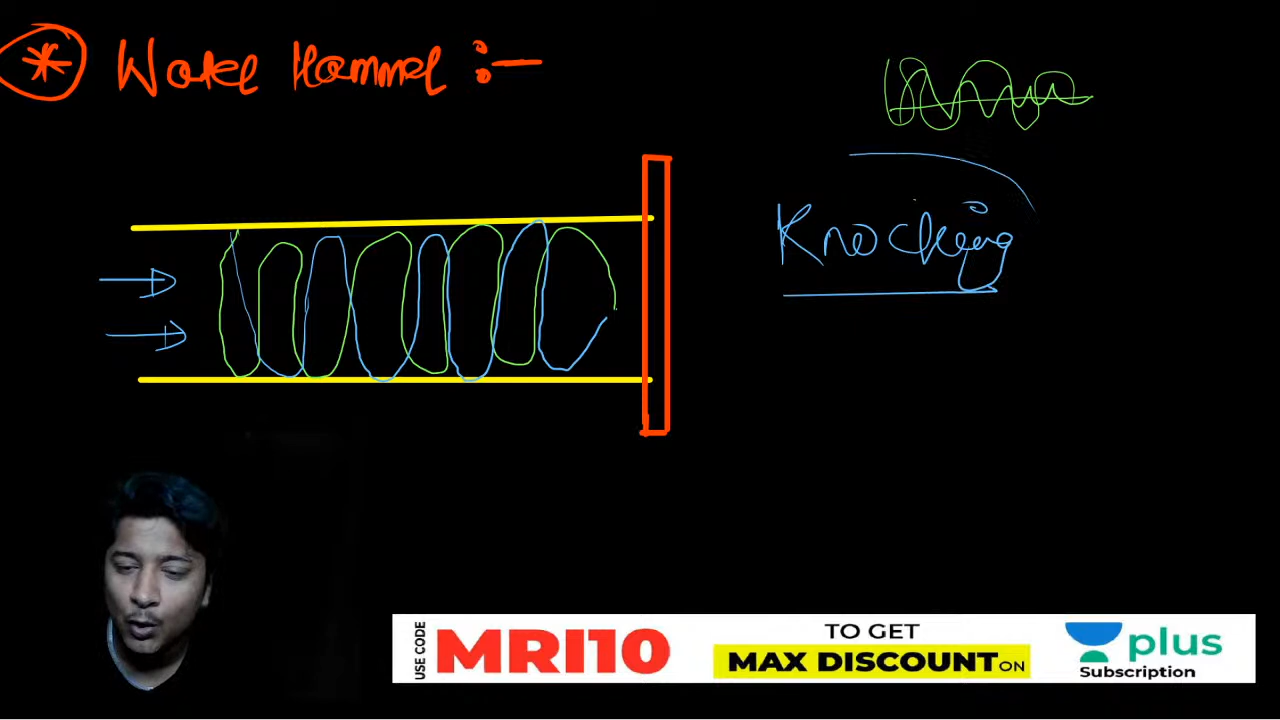 * Water Hammer :-
Knocking
USE CODE
MRI10
TO GET
MAX DISCOUNT ON
plus
Subscription